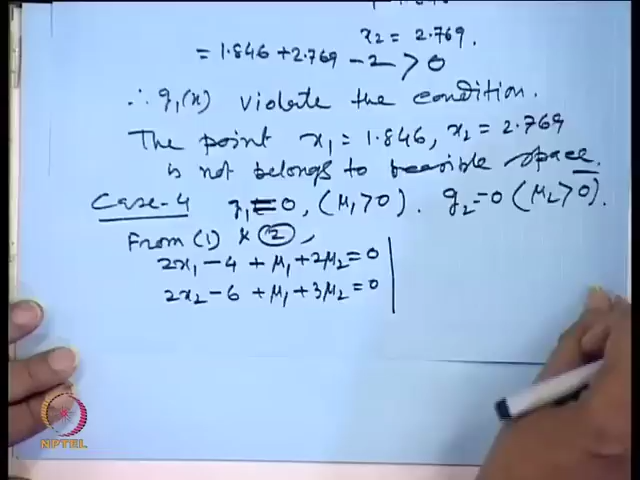 x2 = 2.769.
= 1.846 + 2.769 - 2 > 0
∴ g1(x) violate the condition.
The point x1 = 1.846, x2 = 2.769
is not belongs to feasible space.
Case-4 g1 = 0, (μ1 > 0). g2 = 0 (μ2 > 0).
From (1) & (2),
2x1 - 4 + μ1 + 2μ2 = 0
2x2 - 6 + μ1 + 3μ2 = 0
NPTEL